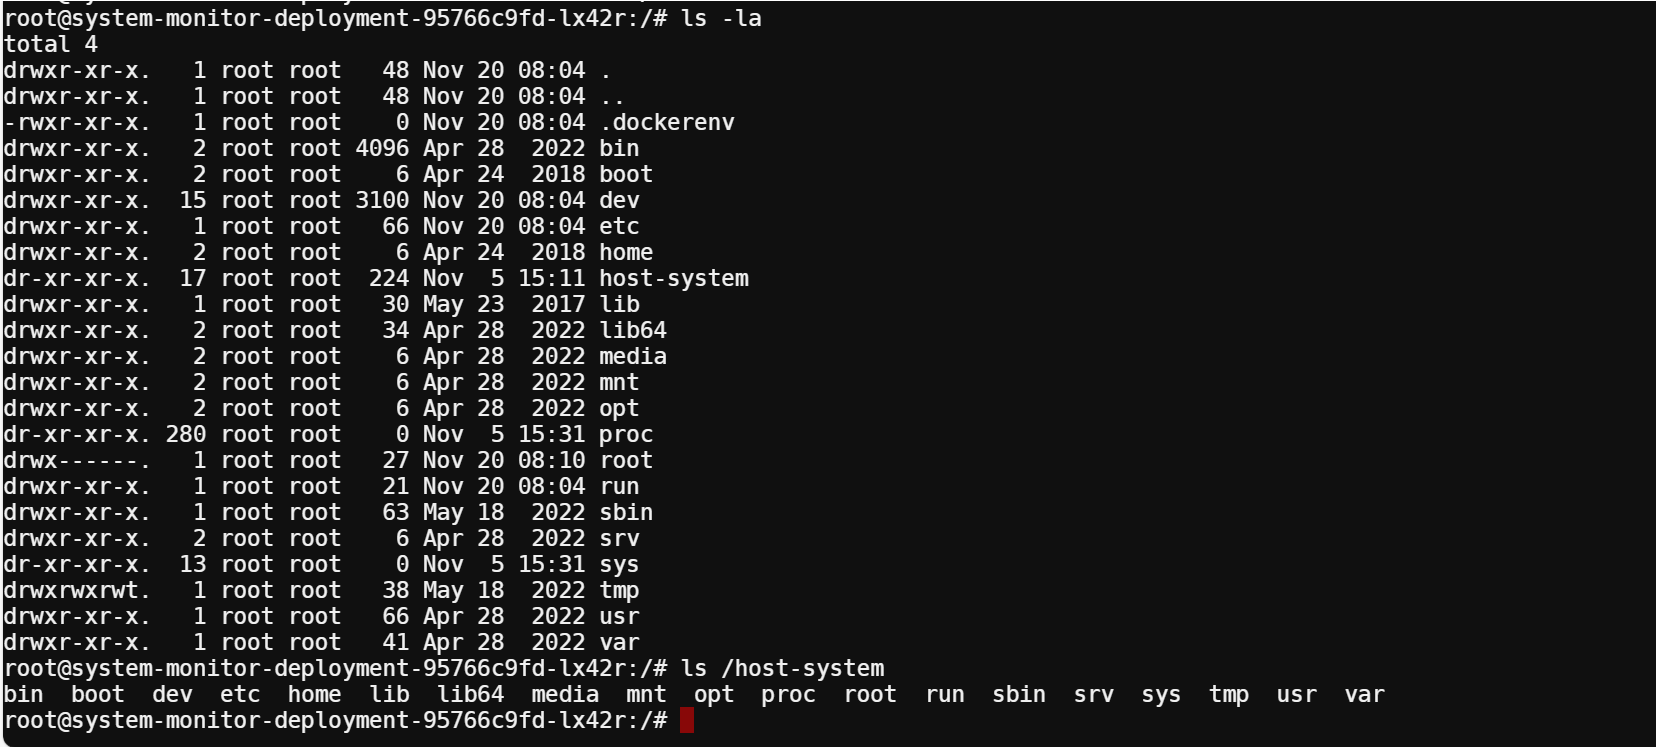 root@system-monitor-deployment-95766c9fd-lx42r:/# ls -la
total 4
drwxr-xr-x.   1 root root   48 Nov 20 08:04 .
drwxr-xr-x.   1 root root   48 Nov 20 08:04 ..
-rwxr-xr-x.   1 root root    0 Nov 20 08:04 .dockerenv
drwxr-xr-x.   2 root root 4096 Apr 28  2022 bin
drwxr-xr-x.   2 root root    6 Apr 24  2018 boot
drwxr-xr-x.  15 root root 3100 Nov 20 08:04 dev
drwxr-xr-x.   1 root root   66 Nov 20 08:04 etc
drwxr-xr-x.   2 root root    6 Apr 24  2018 home
dr-xr-xr-x.  17 root root  224 Nov  5 15:11 host-system
drwxr-xr-x.   1 root root   30 May 23  2017 lib
drwxr-xr-x.   2 root root   34 Apr 28  2022 lib64
drwxr-xr-x.   2 root root    6 Apr 28  2022 media
drwxr-xr-x.   2 root root    6 Apr 28  2022 mnt
drwxr-xr-x.   2 root root    6 Apr 28  2022 opt
dr-xr-xr-x. 280 root root    0 Nov  5 15:31 proc
drwx------.   1 root root   27 Nov 20 08:10 root
drwxr-xr-x.   1 root root   21 Nov 20 08:04 run
drwxr-xr-x.   1 root root   63 May 18  2022 sbin
drwxr-xr-x.   2 root root    6 Apr 28  2022 srv
dr-xr-xr-x.  13 root root    0 Nov  5 15:31 sys
drwxrwxrwt.   1 root root   38 May 18  2022 tmp
drwxr-xr-x.   1 root root   66 Apr 28  2022 usr
drwxr-xr-x.   1 root root   41 Apr 28  2022 var
root@system-monitor-deployment-95766c9fd-lx42r:/# ls /host-system
bin  boot  dev  etc  home  lib  lib64  media  mnt  opt  proc  root  run  sbin  srv  sys  tmp  usr  var
root@system-monitor-deployment-95766c9fd-lx42r:/#